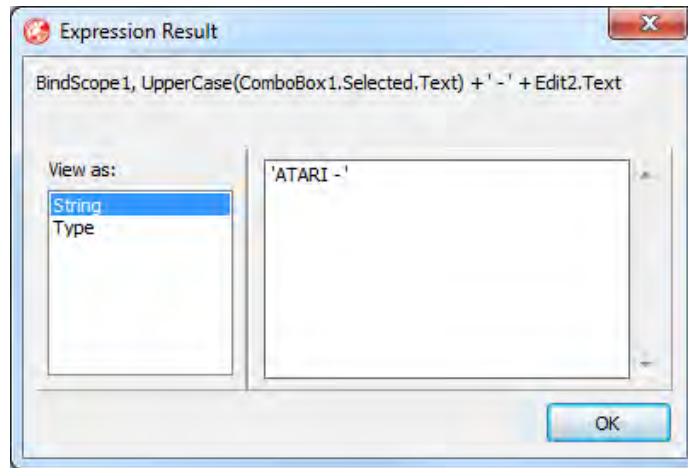 Expression Result
BindScope1, UpperCase(ComboBox1.Selected.Text) + ' - ' + Edit2.Text
View as:
String
Type
'ATARI - '
OK